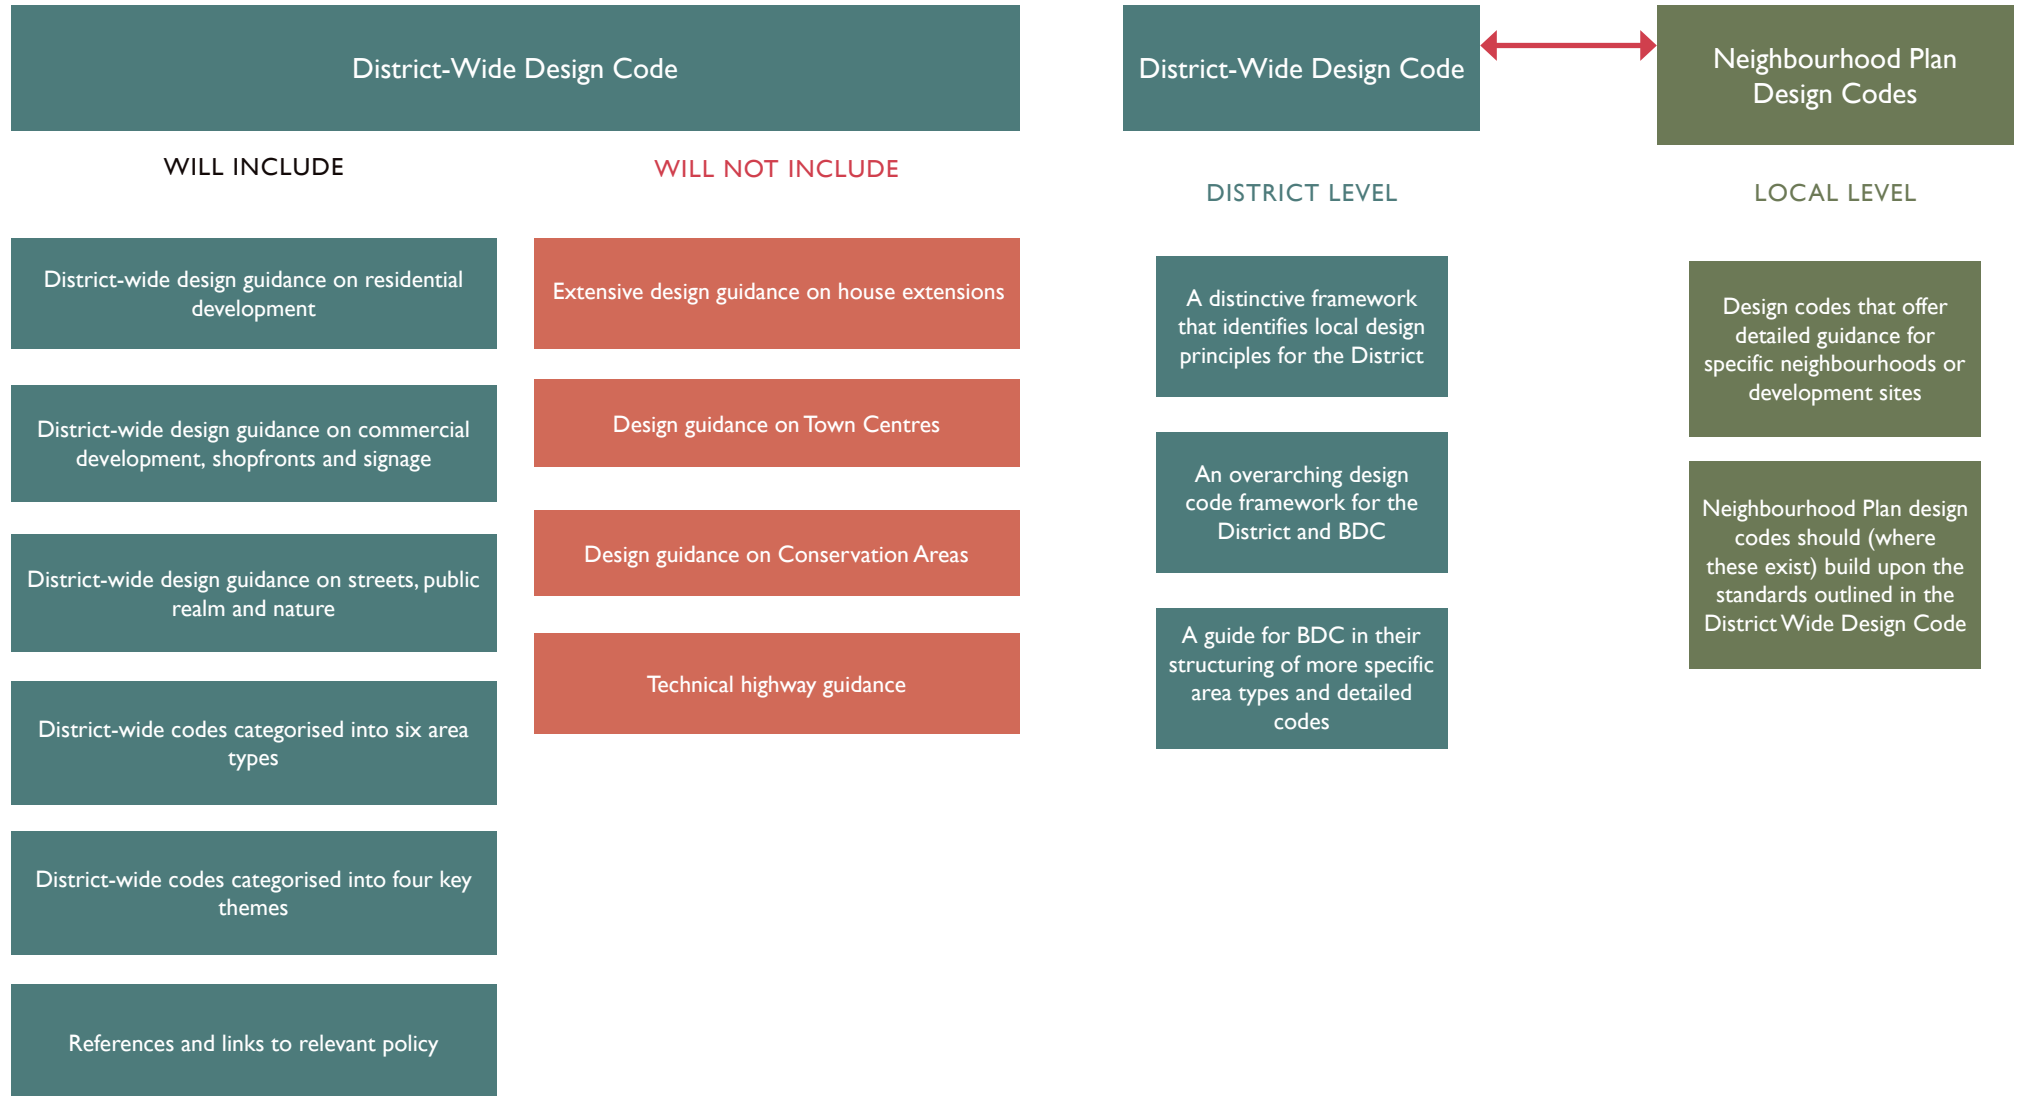 District-Wide Design Code
WILL INCLUDE
District-wide design guidance on residential
development
District-wide design guidance on commercial
development, shopfronts and signage
District-wide design guidance on streets, public
realm and nature
District-wide codes categorised into six area
types
District-wide codes categorised into four key
themes
References and links to relevant policy
WILL NOT INCLUDE
Extensive design guidance on house extensions
Design guidance on Town Centres
Design guidance on Conservation Areas
Technical highway guidance
District-Wide Design Code
DISTRICT LEVEL
A distinctive framework
that identifies local design
principles for the District
An overarching design
code framework for the
District and BDC
A guide for BDC in their
structuring of more specific
area types and detailed
codes
Neighbourhood Plan
Design Codes
LOCAL LEVEL
Design codes that offer
detailed guidance for
specific neighbourhoods or
development sites
Neighbourhood Plan design
codes should (where
these exist) build upon the
standards outlined in the
District Wide Design Code